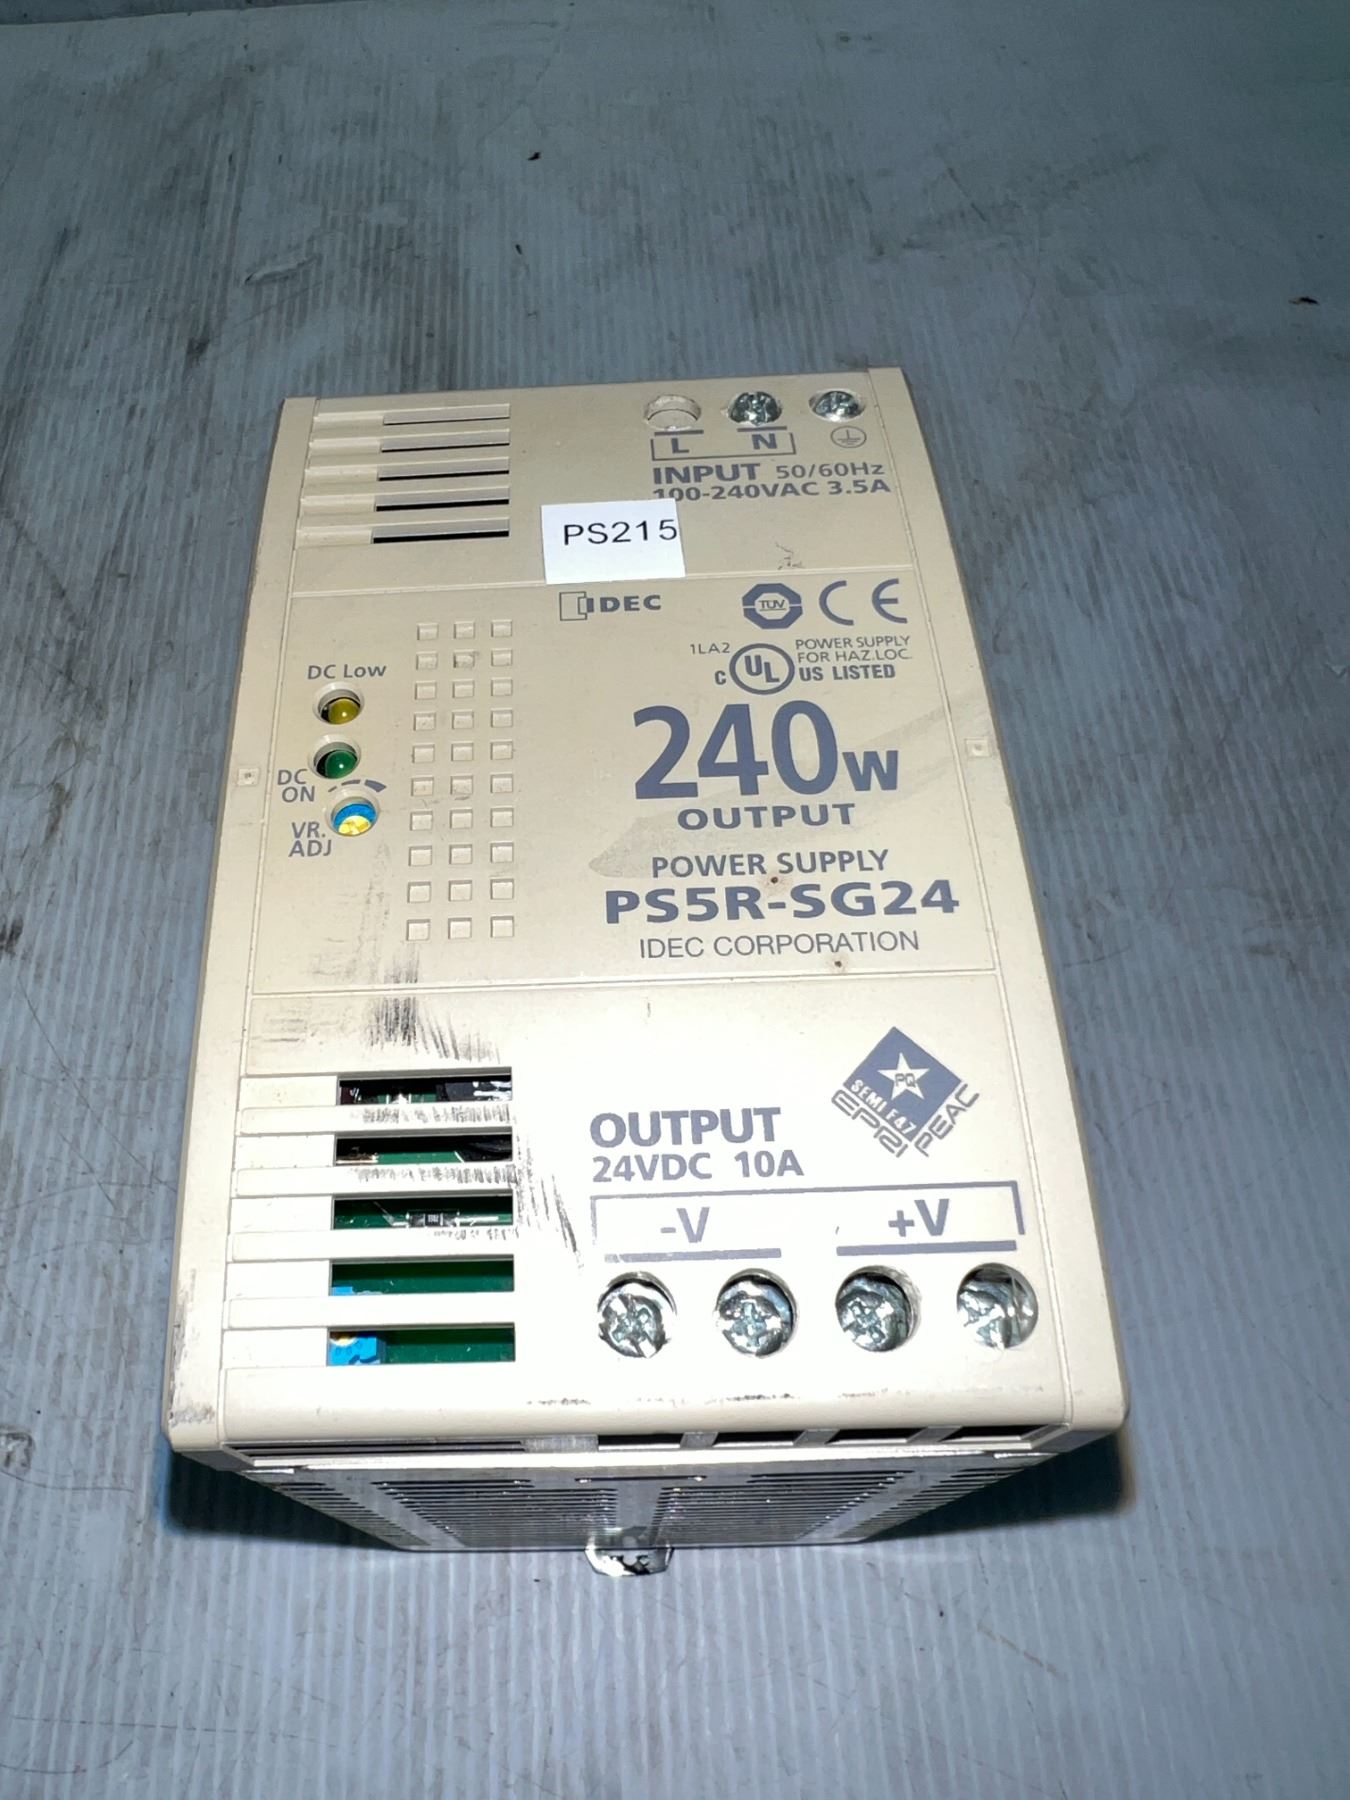 L N
INPUT 50/60Hz
100-240VAC 3.5A
PS215
IDEC
TUV CE
1LA2
C UL US LISTED
POWER SUPPLY
FOR HAZ.LOC.
DC Low
DC
ON
VR.
ADJ
240W
OUTPUT
POWER SUPPLY
PS5R-SG24
IDEC CORPORATION
PQ
SEMI F47
EPRI PEAC
OUTPUT
24VDC 10A
-V +V